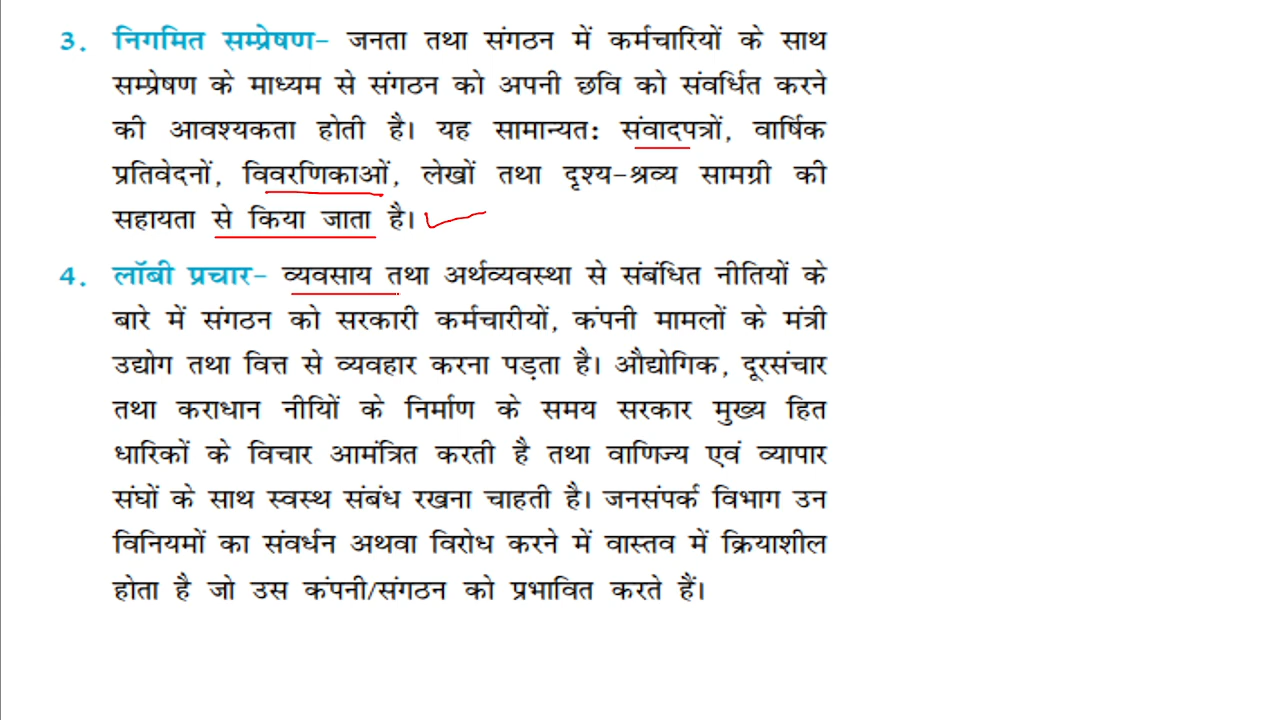 3. निगमित सम्प्रेषण– जनता तथा संगठन में कर्मचारियों के साथ
सम्प्रेषण के माध्यम से संगठन को अपनी छवि को संवर्धित करने
की आवश्यकता होती है। यह सामान्यत: संवादपत्रों, वार्षिक
प्रतिवेदनों, विवरणिकाओं, लेखों तथा दृश्य-श्रव्य सामग्री की
सहायता से किया जाता है।
4. लॉबी प्रचार– व्यवसाय तथा अर्थव्यवस्था से संबंधित नीतियों के
बारे में संगठन को सरकारी कर्मचारीयों, कंपनी मामलों के मंत्री
उद्योग तथा वित्त से व्यवहार करना पड़ता है। औद्योगिक, दूरसंचार
तथा कराधान नीयिों के निर्माण के समय सरकार मुख्य हित
धारिकों के विचार आमंत्रित करती है तथा वाणिज्य एवं व्यापार
संघों के साथ स्वस्थ संबंध रखना चाहती है। जनसंपर्क विभाग उन
विनियमों का संवर्धन अथवा विरोध करने में वास्तव में क्रियाशील
होता है जो उस कंपनी/संगठन को प्रभावित करते हैं।